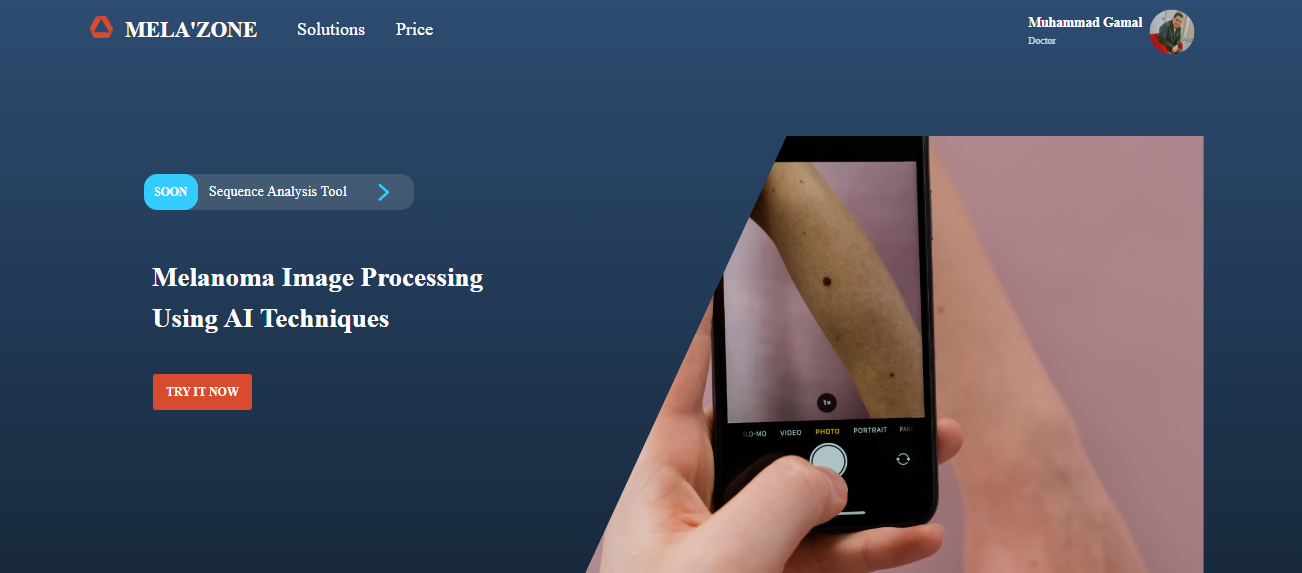 MELA'ZONE
Solutions
Price
Muhammad Gamal
Doctor
SOON
Sequence Analysis Tool
Melanoma Image Processing
Using AI Techniques
TRY IT NOW
1×
SLO-MO VIDEO PHOTO PORTRAIT